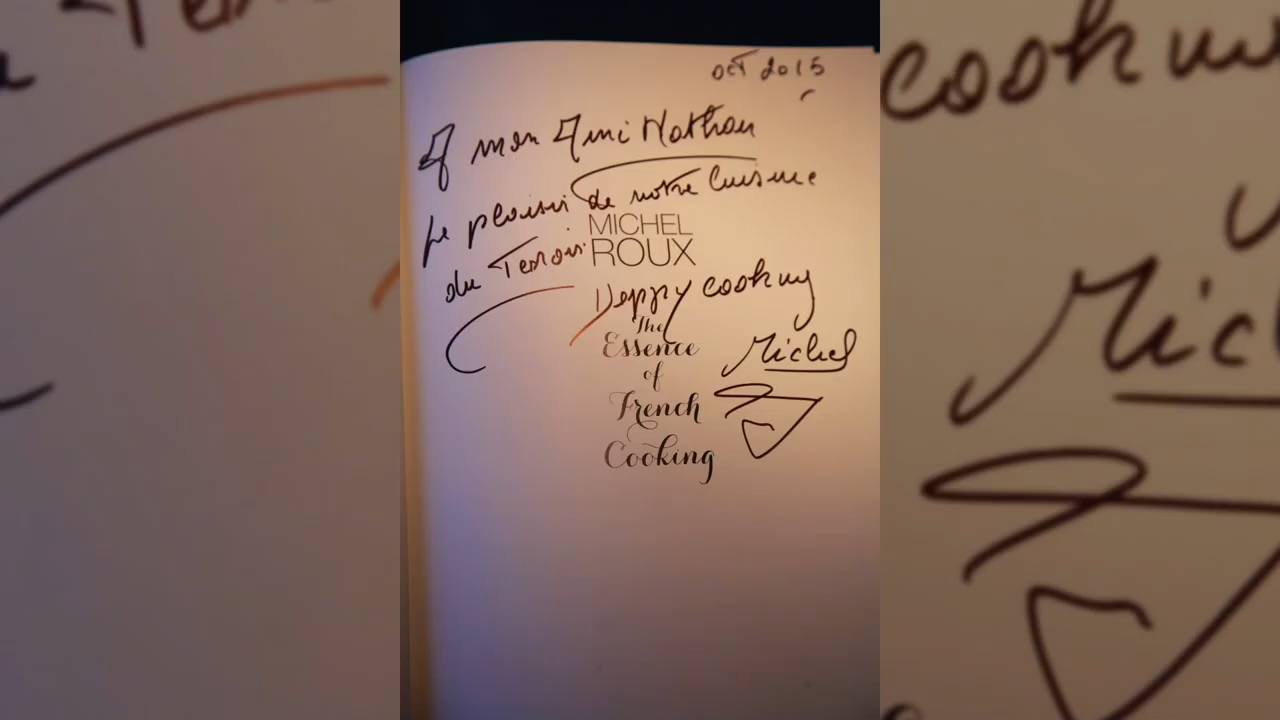 oct 2015
A mon Ami Nathan
Le plaisir de notre Cuisine
MICHEL
ROUX
du Terroir
Happy cooking
The
Essence
of
French
Cooking
Michel